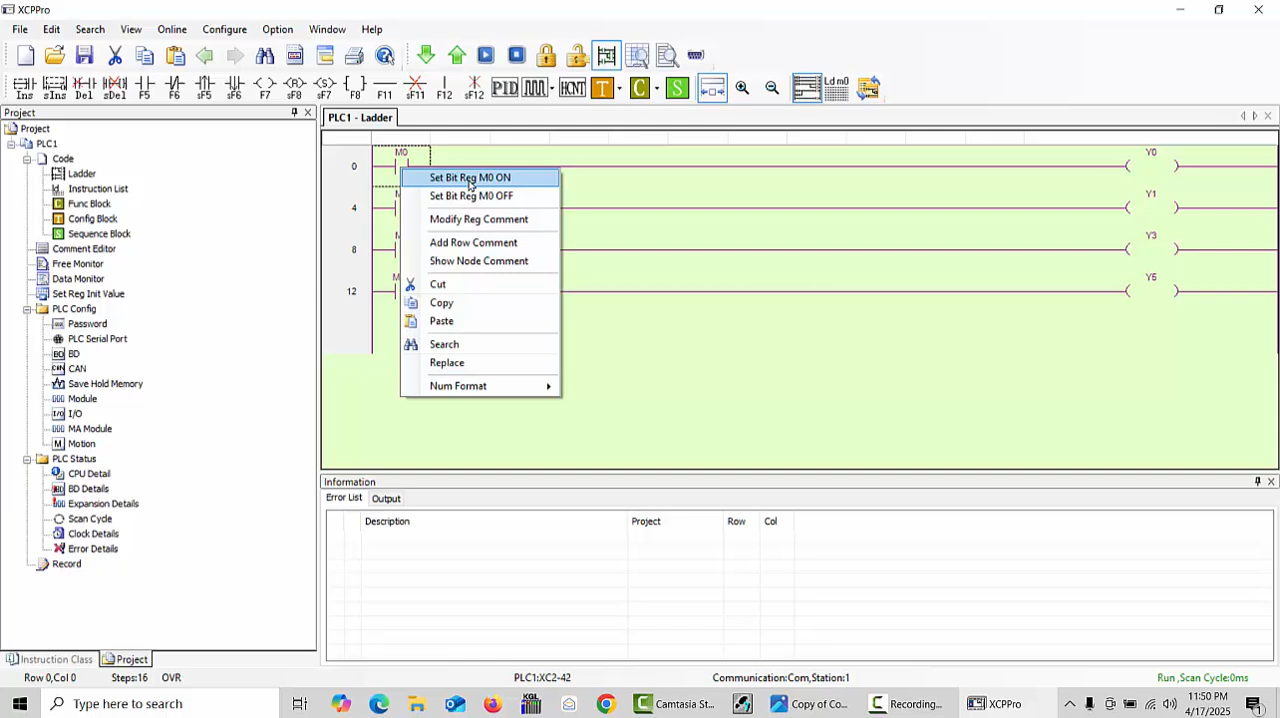 XCPPro
File Edit Search View Online Configure Option Window Help
Ins sIns Del sDel F5 F6 sF5 sF6 F7 sF8 sF7 F8 F11 sF11 F12 sF12 PID HCNT T C S Ld m0
Project
PLC1 - Ladder
Project
PLC1
Code
Ladder
Instruction List
Func Block
Config Block
Sequence Block
Comment Editor
Free Monitor
Data Monitor
Set Reg Init Value
PLC Config
Password
PLC Serial Port
BD
CAN
Save Hold Memory
Module
I/O
MA Module
Motion
PLC Status
CPU Detail
BD Details
Expansion Details
Scan Cycle
Clock Details
Error Details
Record
M0 Y0
0
Y1
4
Y3
8
Y5
12
Set Bit Reg M0 ON
Set Bit Reg M0 OFF
Modify Reg Comment
Add Row Comment
Show Node Comment
Cut
Copy
Paste
Search
Replace
Num Format
Information
Error List Output
Description Project Row Col
Instruction Class Project
Row 0,Col 0 Steps:16 OVR PLC1:XC2-42 Communication:Com,Station:1 Run ,Scan Cycle:0ms
Type here to search
KGL
Camtasia St...
Copy of Co...
Recording...
XCPPro
11:50 PM
4/17/2025